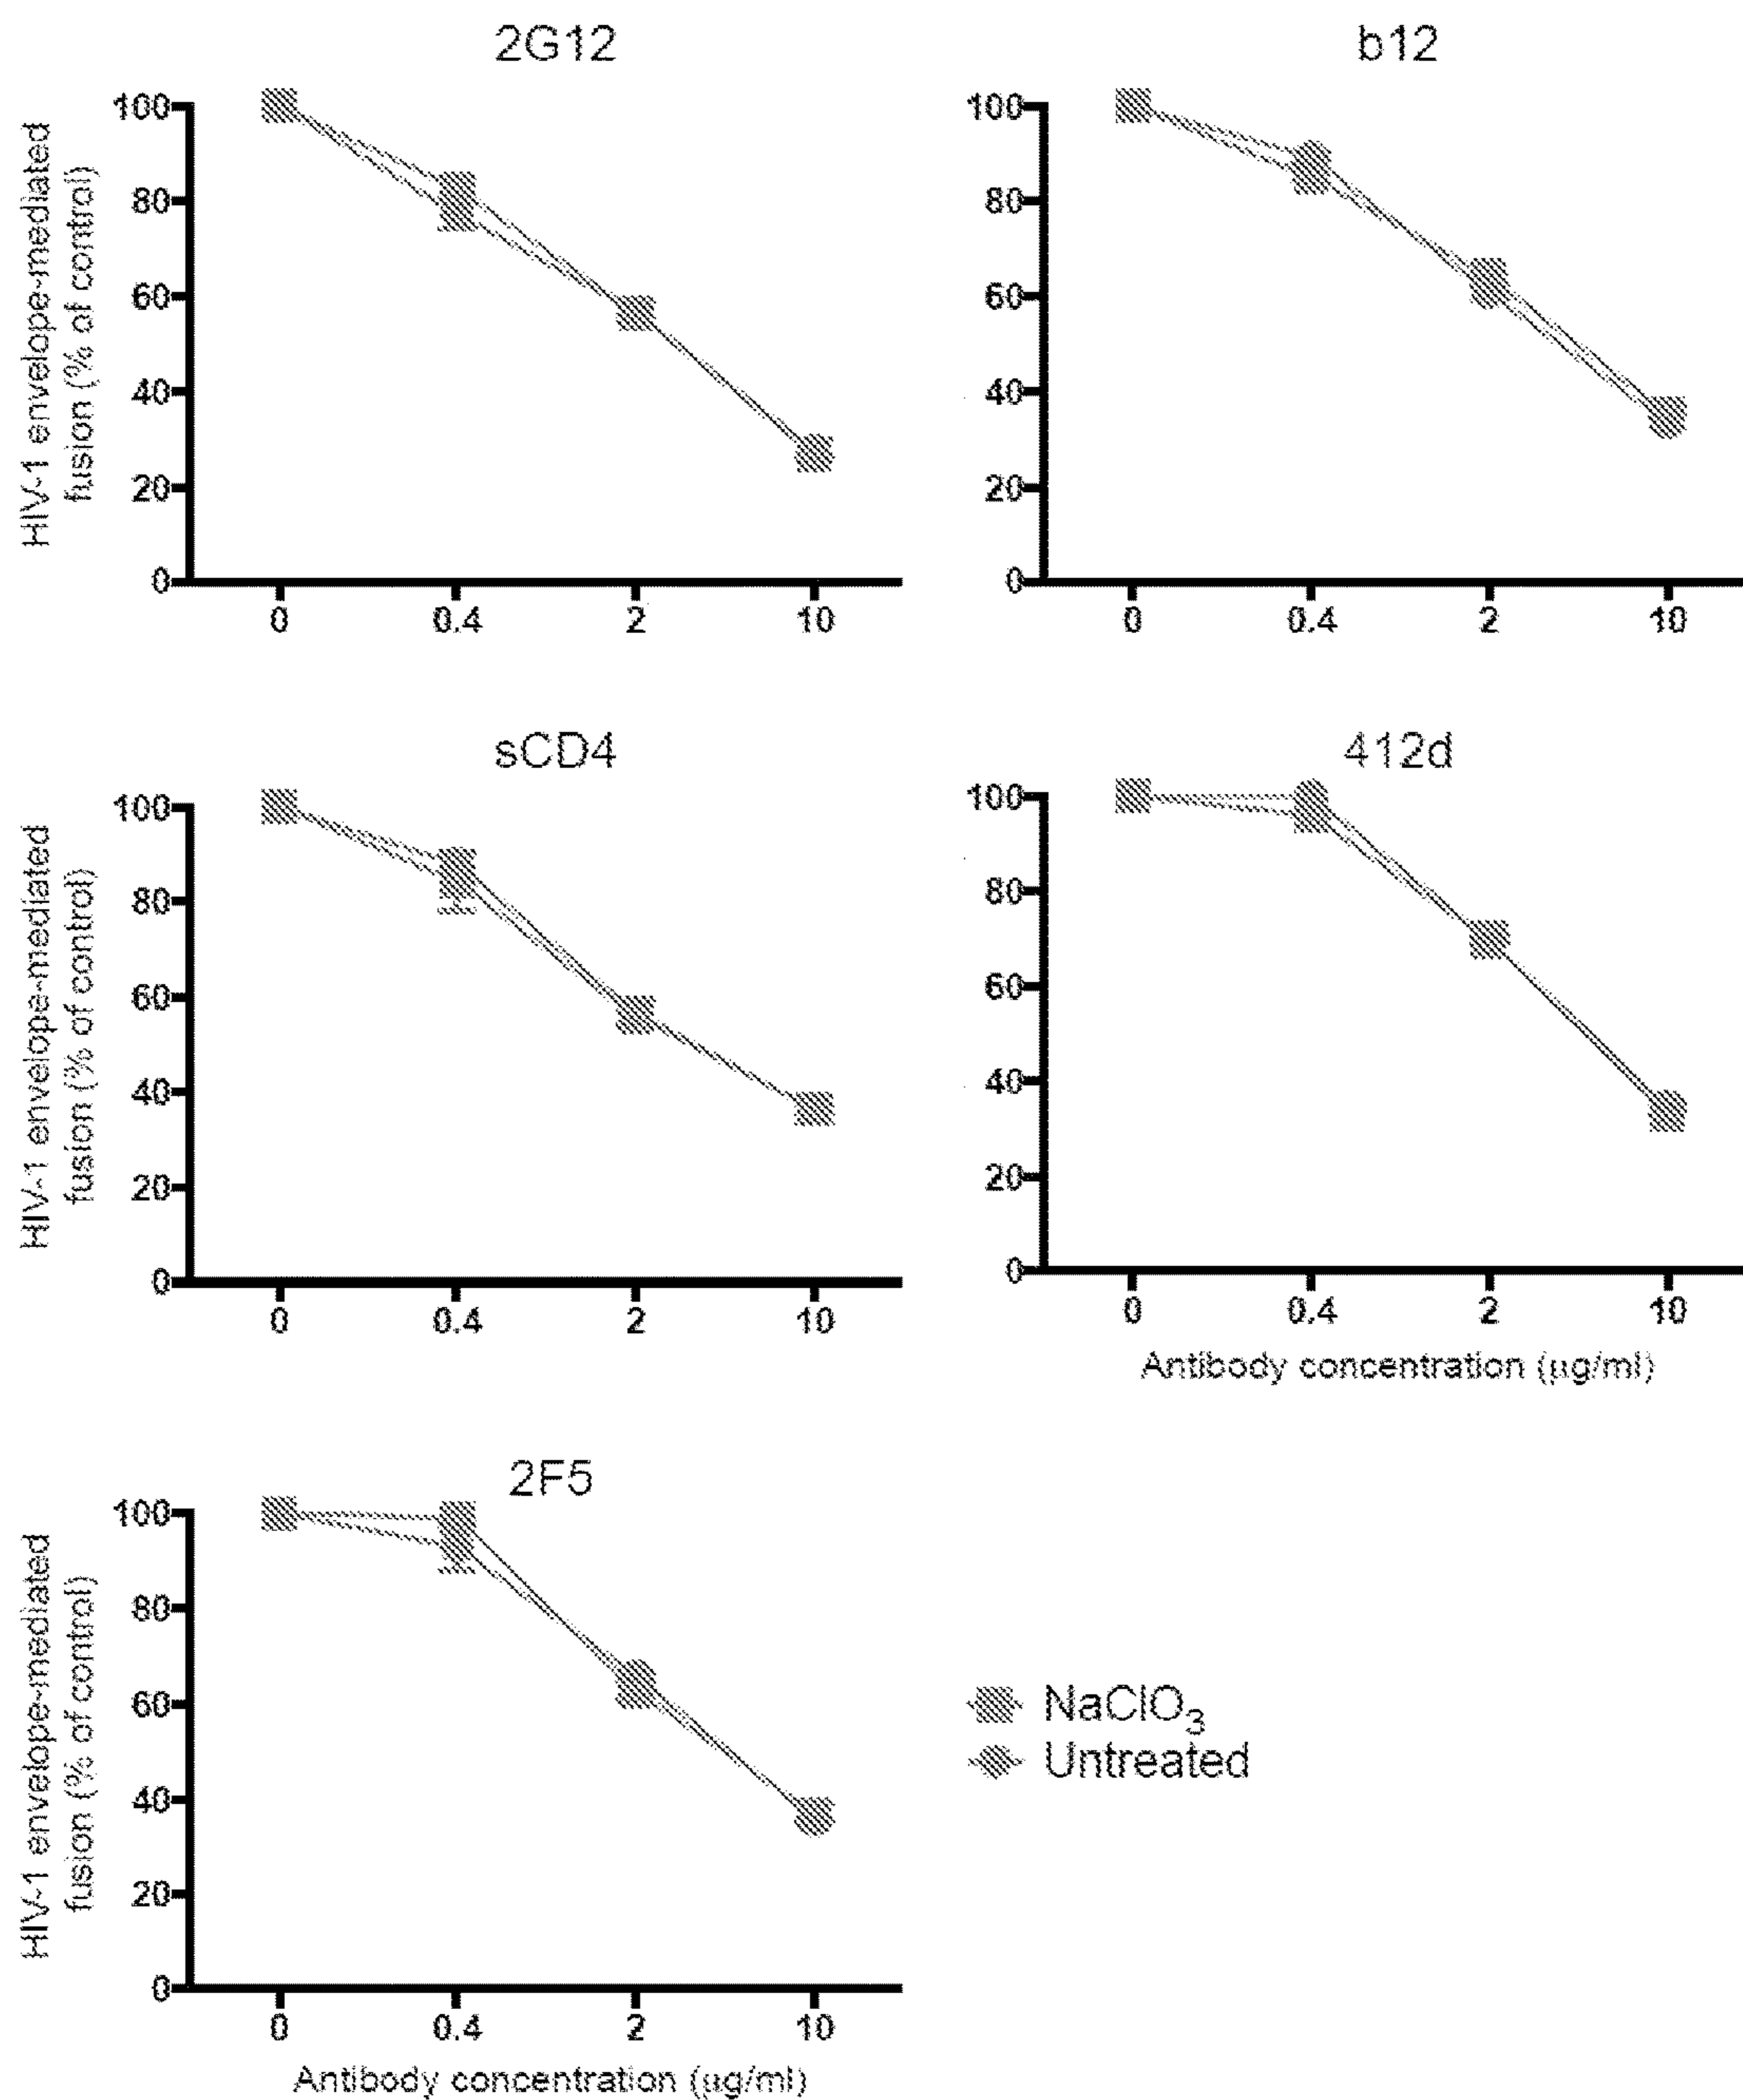 2G12
HIV-1 envelope-mediated
fusion (% of control)
100
80
60
40
20
0
0 0.4 2 10
b12
100
80
60
40
20
0
0 0.4 2 10
sCD4
HIV-1 envelope-mediated
fusion (% of control)
100
80
60
40
20
0
0 0.4 2 10
412d
100
80
60
40
20
0
0 0.4 2 10
Antibody concentration (µg/ml)
2F5
HIV-1 envelope-mediated
fusion (% of control)
100
80
60
40
20
0
0 0.4 2 10
Antibody concentration (µg/ml)
NaClO₃
Untreated